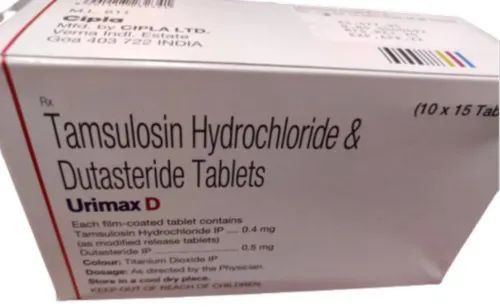 M.L. 611
Cipla
Mfd. by CIPLA LTD.
Verna Indl. Estate
Goa 403 722 INDIA
Rx
(10 x 15 Tab
Tamsulosin Hydrochloride &
Dutasteride Tablets
Urimax D
Each film-coated tablet contains
Tamsulosin Hydrochloride IP .... 0.4 mg
(as modified release tablets)
Dutasteride IP ........................ 0.5 mg
Colour: Titanium Dioxide IP
Dosage: As directed by the Physician.
Store in a cool dry place.
KEEP OUT OF REACH OF CHILDREN.